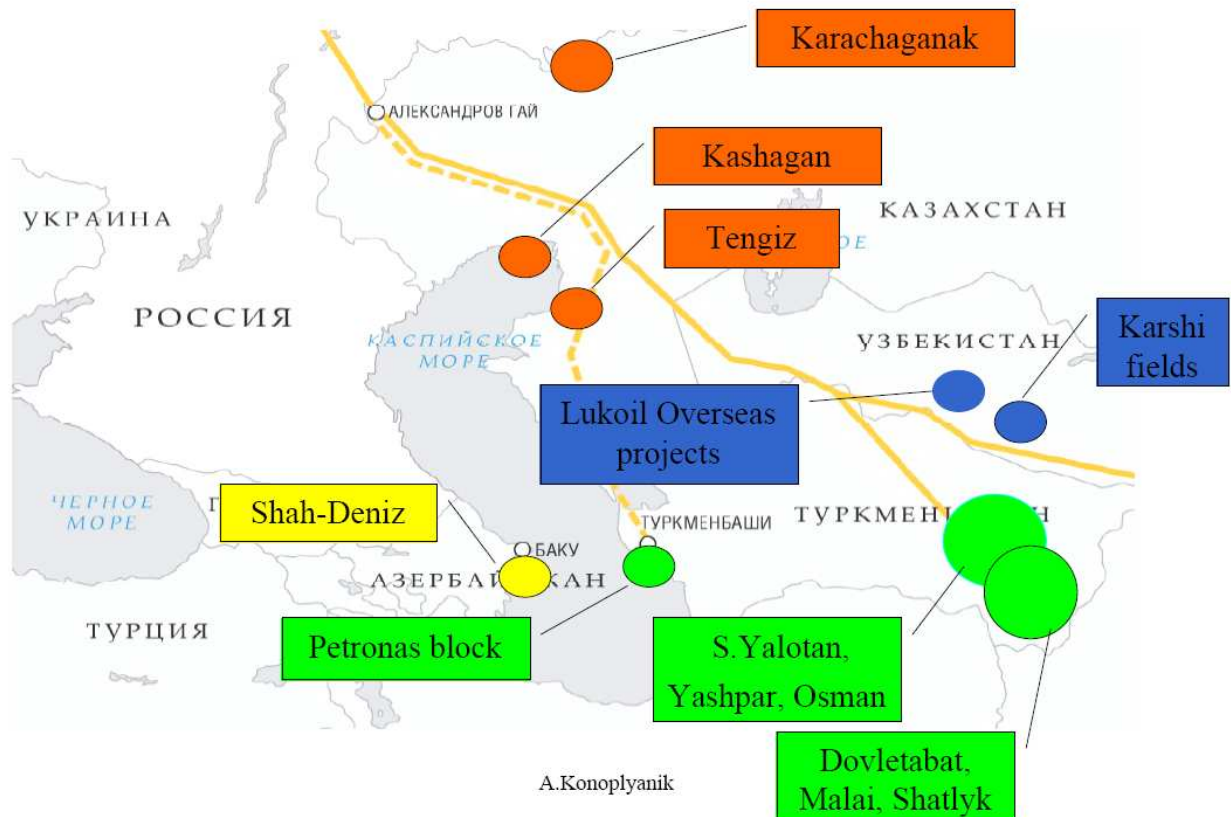 Karachaganak
АЛЕКСАНДРОВ ГАЙ
Kashagan
УКРАИНА
КАЗАХСТАН
Tengiz
ОЕ
РОССИЯ
КАСПИЙСКОЕ
МОРЕ
УЗБЕКИСТАН
Karshi
fields
Lukoil Overseas
projects
ЧЕРНОЕ
МОРЕ
Shah-Deniz
ТУРКМЕНБАШИ
БАКУ
Petronas block
ТУРЦИЯ
S.Yalotan,
Yashpar, Osman
A.Konoplyanik
Dovletabat,
Malai, Shatlyk